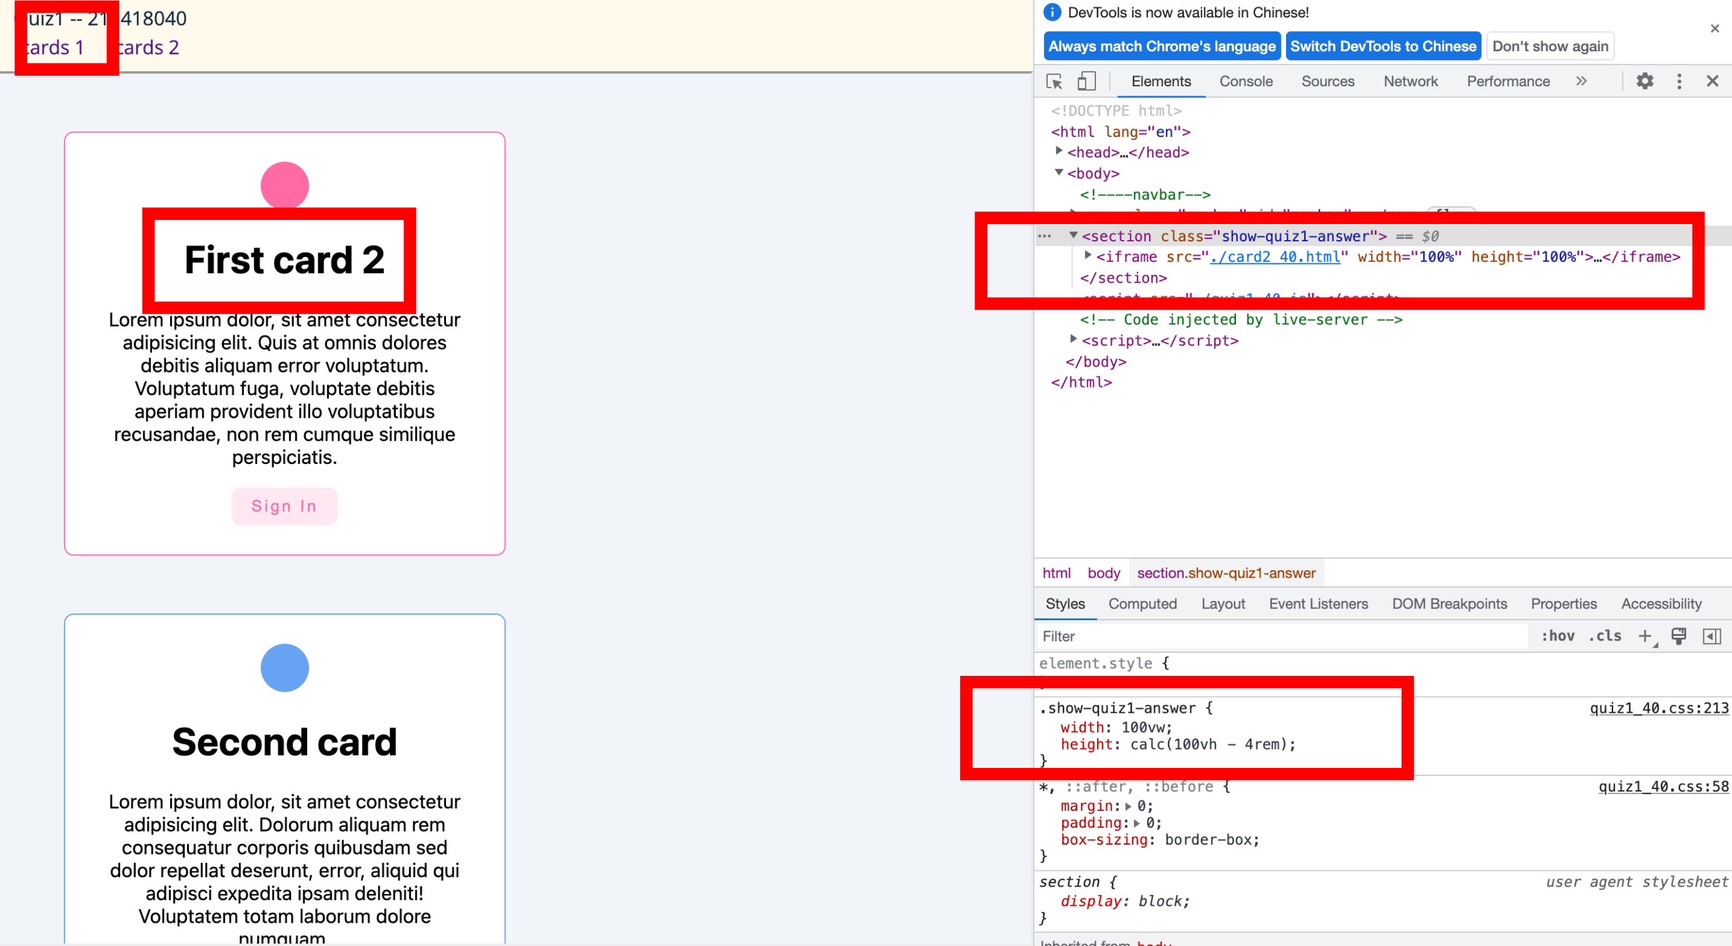 uiz1 -- 21 418040
cards 1 cards 2
First card 2
Lorem ipsum dolor, sit amet consectetur
adipisicing elit. Quis at omnis dolores
debitis aliquam error voluptatum.
Voluptatum fuga, voluptate debitis
aperiam provident illo voluptatibus
recusandae, non rem cumque similique
perspiciatis.
Sign In
Second card
Lorem ipsum dolor, sit amet consectetur
adipisicing elit. Dolorum aliquam rem
consequatur corporis quibusdam sed
dolor repellat deserunt, error, aliquid qui
adipisci expedita ipsam deleniti!
Voluptatem totam laborum dolore
numquam
DevTools is now available in Chinese!
Always match Chrome's language Switch DevTools to Chinese Don't show again
Elements Console Sources Network Performance »
<!DOCTYPE html>
<html lang="en">
<head>…</head>
<body>
<!----navbar-->
<section class="show-quiz1-answer"> == $0
<iframe src="./card2_40.html" width="100%" height="100%">…</iframe>
</section>
<script src="./quiz1_40.js"></script>
<!-- Code injected by live-server -->
<script>…</script>
</body>
</html>
html body section.show-quiz1-answer
Styles Computed Layout Event Listeners DOM Breakpoints Properties Accessibility
Filter :hov .cls +
element.style {
}
.show-quiz1-answer { quiz1_40.css:213
width: 100vw;
height: calc(100vh - 4rem);
}
*, ::after, ::before { quiz1_40.css:58
margin: 0;
padding: 0;
box-sizing: border-box;
}
section { user agent stylesheet
display: block;
}
Inherited from body